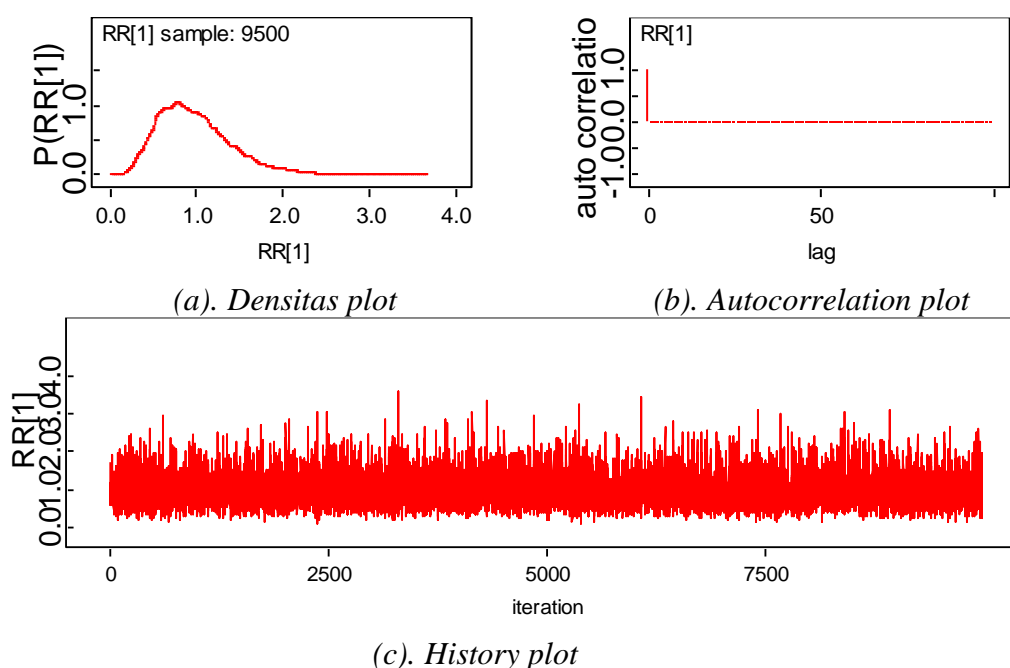 RR[1] sample: 9500
P(RR[1])
0.0 1.0
0.0 1.0 2.0 3.0 4.0
RR[1]
(a). Densitas plot
RR[1]
auto correlatio
-1.0 0.0 1.0
0 50
lag
(b). Autocorrelation plot
RR[1]
0.0 1.0 2.0 3.0 4.0
0 2500 5000 7500
iteration
(c). History plot